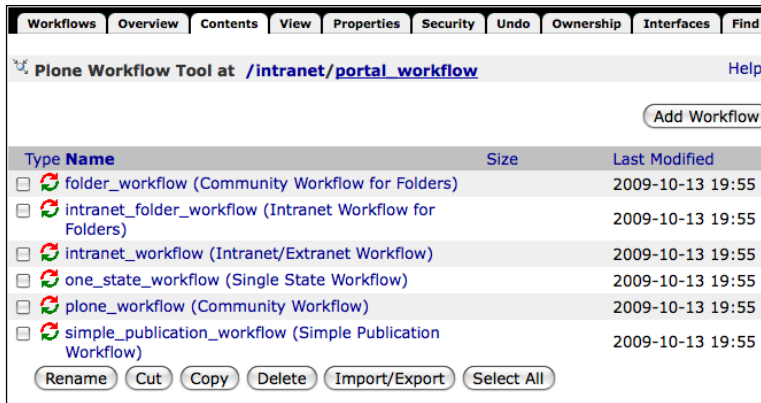 Workflows Overview Contents View Properties Security Undo Ownership Interfaces Find
Plone Workflow Tool at /intranet/portal_workflow Help
Add Workflow
Type Name Size Last Modified
folder_workflow (Community Workflow for Folders) 2009-10-13 19:55
intranet_folder_workflow (Intranet Workflow for
Folders) 2009-10-13 19:55
intranet_workflow (Intranet/Extranet Workflow) 2009-10-13 19:55
one_state_workflow (Single State Workflow) 2009-10-13 19:55
plone_workflow (Community Workflow) 2009-10-13 19:55
simple_publication_workflow (Simple Publication
Workflow) 2009-10-13 19:55
Rename Cut Copy Delete Import/Export Select All